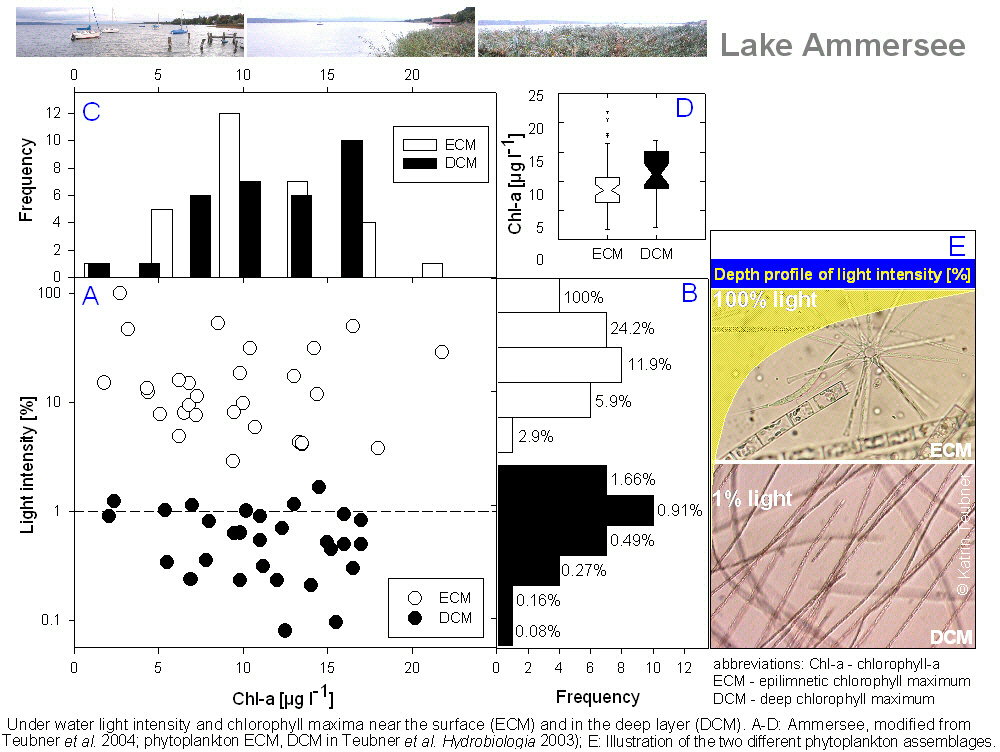 Lake Ammersee
0 5 10 15 20
C
Frequency
12
10
8
6
4
2
0
ECM
DCM
D
Chl-a [µg l-1]
25
20
15
10
5
0
ECM DCM
A
Light intensity [%]
100
10
1
0.1
ECM
DCM
0 5 10 15 20
Chl-a [µg l-1]
B
100%
24.2%
11.9%
5.9%
2.9%
1.66%
0.91%
0.49%
0.27%
0.16%
0.08%
0 2 4 6 8 10 12
Frequency
E
Depth profile of light intensity [%]
100% light
ECM
1% light
© Katrin Teubner
DCM
abbreviations: Chl-a - chlorophyll-a
ECM - epilimnetic chlorophyll maximum
DCM - deep chlorophyll maximum
Under water light intensity and chlorophyll maxima near the surface (ECM) and in the deep layer (DCM). A-D: Ammersee, modified from
Teubner et al. 2004; phytoplankton ECM, DCM in Teubner et al. Hydrobiologia 2003); E: Illustration of the two different phytoplankton assemblages.